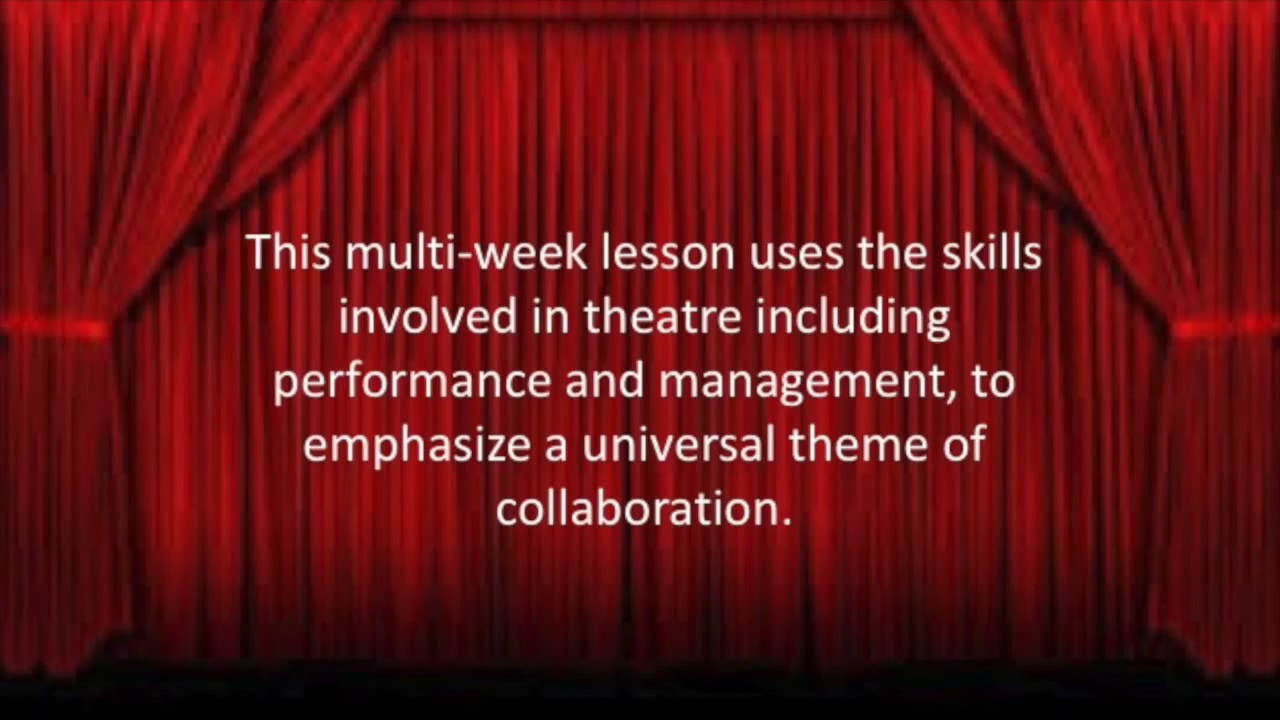 This multi-week lesson uses the skills
involved in theatre including
performance and management, to
emphasize a universal theme of
collaboration.